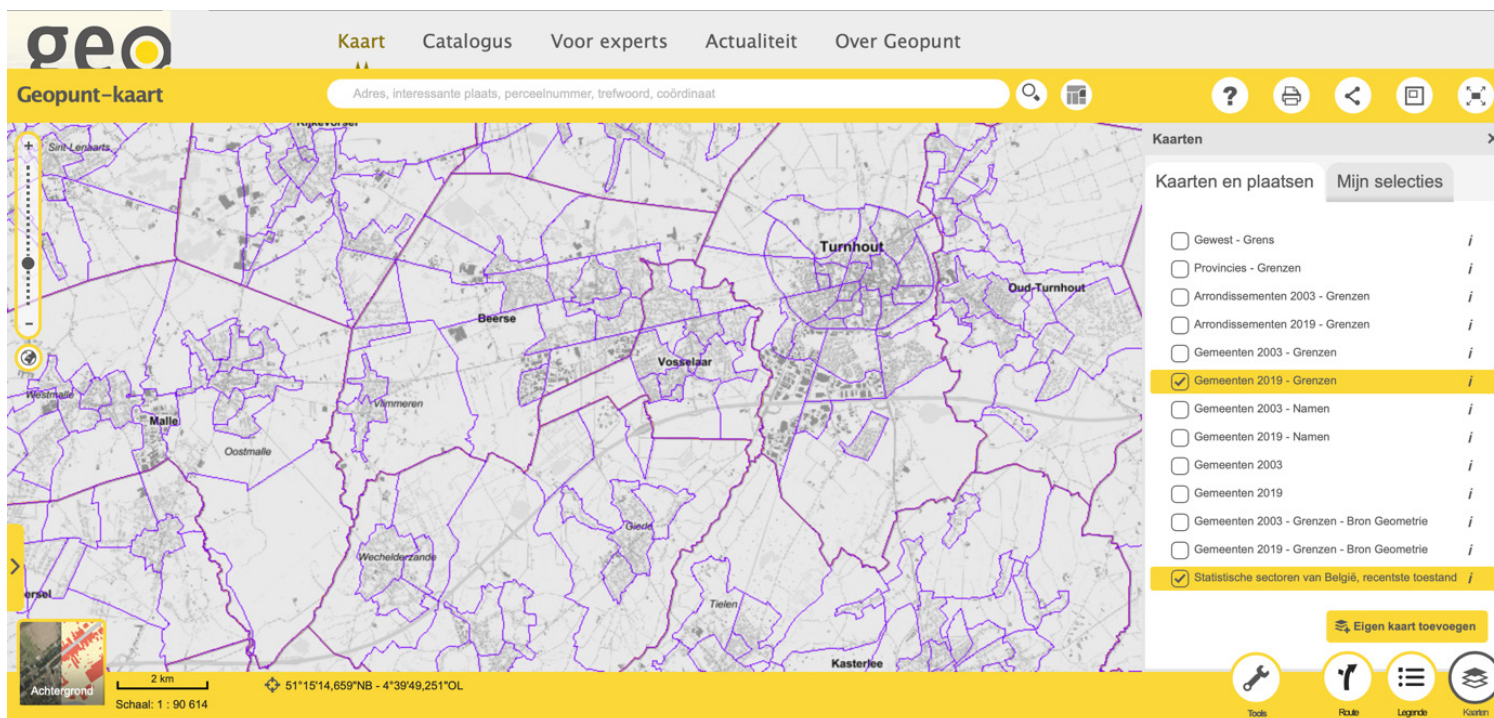 geo
Kaart
Catalogus
Voor experts
Actualiteit
Over Geopunt
Geopunt-kaart
Adres, interessante plaats, perceelnummer, trefwoord, coördinaat
?
Rijkevorsel
Sint-Lenaarts
+
−
Turnhout
Oud-Turnhout
Beerse
Vosselaar
Westmalle
Vlimmeren
Malle
Oostmalle
Gierle
Wechelderzande
Tielen
Kasterlee
Kaarten
Kaarten en plaatsen
Mijn selecties
Gewest - Grens i
Provincies - Grenzen i
Arrondissementen 2003 - Grenzen i
Arrondissementen 2019 - Grenzen i
Gemeenten 2003 - Grenzen i
Gemeenten 2019 - Grenzen i
Gemeenten 2003 - Namen i
Gemeenten 2019 - Namen i
Gemeenten 2003 i
Gemeenten 2019 i
Gemeenten 2003 - Grenzen - Bron Geometrie i
Gemeenten 2019 - Grenzen - Bron Geometrie i
Statistische sectoren van België, recentste toestand i
Eigen kaart toevoegen
Achtergrond
2 km
Schaal: 1 : 90 614
51°15'14,659"NB - 4°39'49,251"OL
Tools
Route
Legende
Kaarten